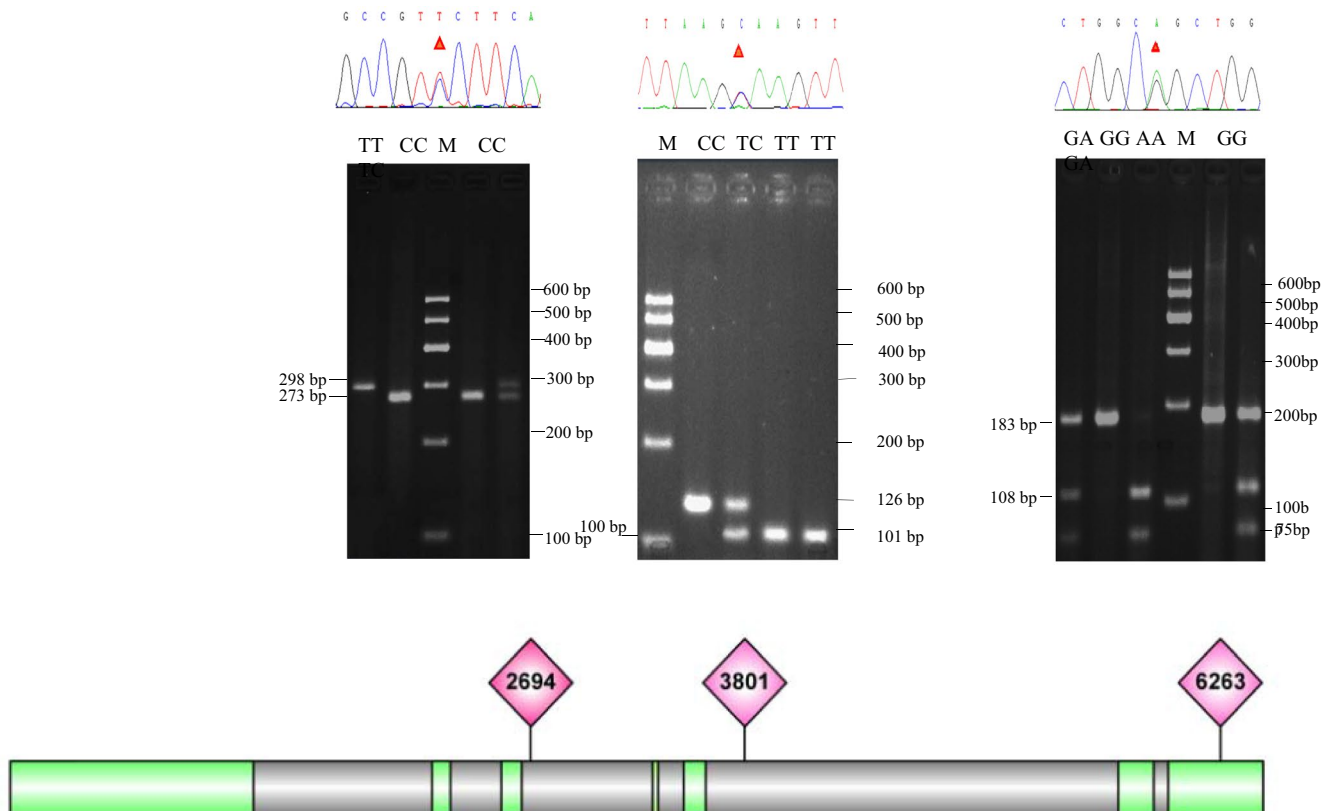 G C C G T T C T T C A
T T A A G C A A G T T
C T G G C A G C T G G
TT CC M CC
TC
M CC TC TT TT
GA GG AA M GG
GA
600 bp
500 bp
400 bp
300 bp
200 bp
100 bp
298 bp
273 bp
600 bp
500 bp
400 bp
300 bp
200 bp
126 bp
101 bp
100 bp
600bp
500bp
400bp
300bp
200bp
100b
p
75bp
183 bp
108 bp
2694
3801
6263